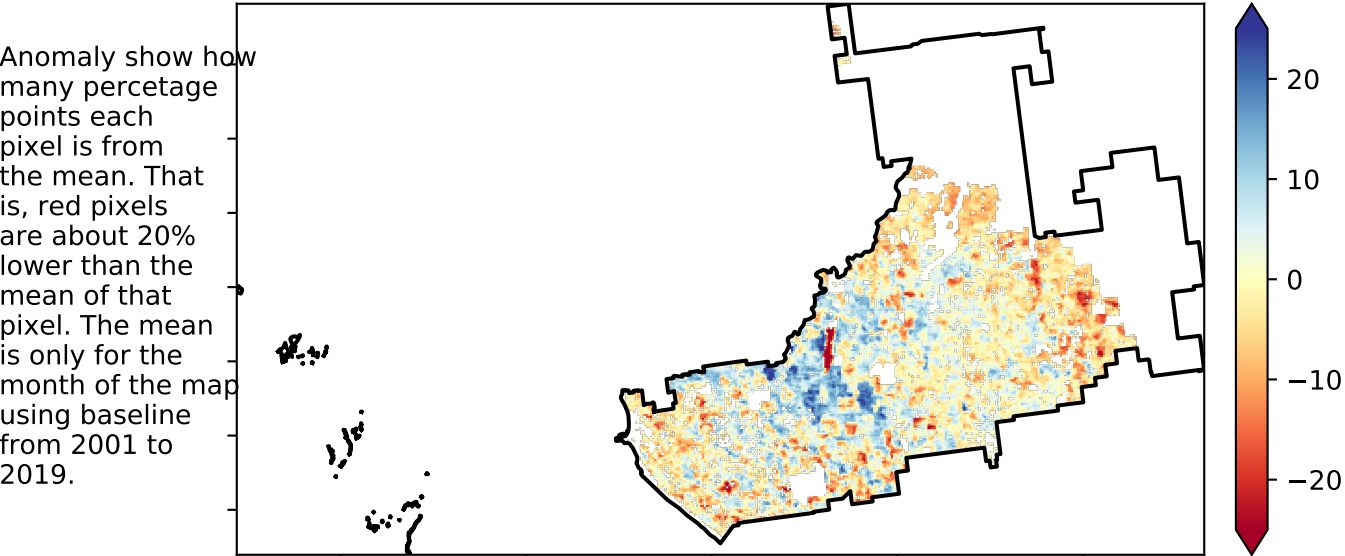 Anomaly show how
many percetage
points each
pixel is from
the mean. That
is, red pixels
are about 20%
lower than the
mean of that
pixel. The mean
is only for the
month of the map
using baseline
from 2001 to
2019.
20
10
0
−10
−20